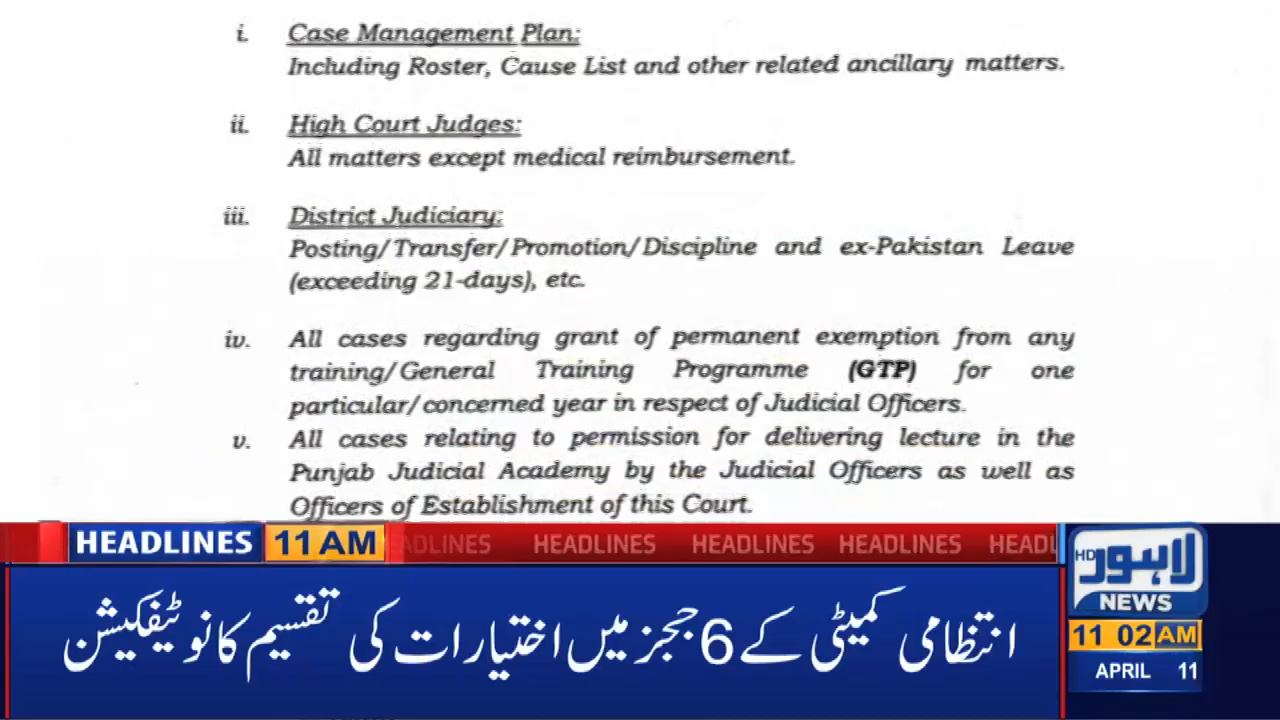 i. Case Management Plan:
Including Roster, Cause List and other related ancillary matters.
ii. High Court Judges:
All matters except medical reimbursement.
iii. District Judiciary:
Posting/Transfer/Promotion/Discipline and ex-Pakistan Leave
(exceeding 21-days), etc.
iv. All cases regarding grant of permanent exemption from any
training/General Training Programme (GTP) for one
particular/concerned year in respect of Judicial Officers.
v. All cases relating to permission for delivering lecture in the
Punjab Judicial Academy by the Judicial Officers as well as
Officers of Establishment of this Court.
HEADLINES 11 AM ADLINES HEADLINES HEADLINES HEADLINES HEADL
انتظامی کمیٹی کے 6 ججز میں اختیارات کی تقسیم کا نوٹیفکیشن
HD لاہور
NEWS
11 02 AM
APRIL 11